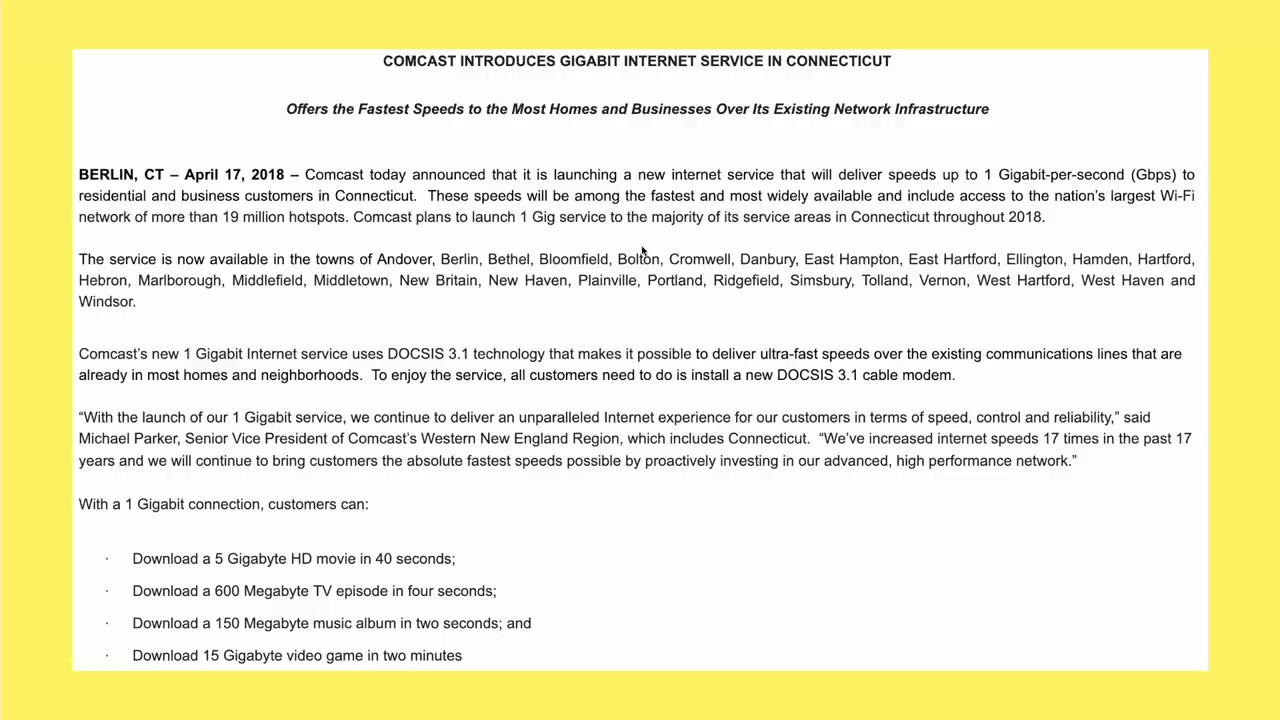 COMCAST INTRODUCES GIGABIT INTERNET SERVICE IN CONNECTICUT
Offers the Fastest Speeds to the Most Homes and Businesses Over Its Existing Network Infrastructure
BERLIN, CT – April 17, 2018 – Comcast today announced that it is launching a new internet service that will deliver speeds up to 1 Gigabit-per-second (Gbps) to
residential and business customers in Connecticut.  These speeds will be among the fastest and most widely available and include access to the nation’s largest Wi-Fi
network of more than 19 million hotspots. Comcast plans to launch 1 Gig service to the majority of its service areas in Connecticut throughout 2018.
The service is now available in the towns of Andover, Berlin, Bethel, Bloomfield, Bolton, Cromwell, Danbury, East Hampton, East Hartford, Ellington, Hamden, Hartford,
Hebron, Marlborough, Middlefield, Middletown, New Britain, New Haven, Plainville, Portland, Ridgefield, Simsbury, Tolland, Vernon, West Hartford, West Haven and
Windsor.
Comcast’s new 1 Gigabit Internet service uses DOCSIS 3.1 technology that makes it possible to deliver ultra-fast speeds over the existing communications lines that are
already in most homes and neighborhoods.  To enjoy the service, all customers need to do is install a new DOCSIS 3.1 cable modem.
“With the launch of our 1 Gigabit service, we continue to deliver an unparalleled Internet experience for our customers in terms of speed, control and reliability,” said
Michael Parker, Senior Vice President of Comcast’s Western New England Region, which includes Connecticut.  “We’ve increased internet speeds 17 times in the past 17
years and we will continue to bring customers the absolute fastest speeds possible by proactively investing in our advanced, high performance network.”
With a 1 Gigabit connection, customers can:
· Download a 5 Gigabyte HD movie in 40 seconds;
· Download a 600 Megabyte TV episode in four seconds;
· Download a 150 Megabyte music album in two seconds; and
· Download 15 Gigabyte video game in two minutes